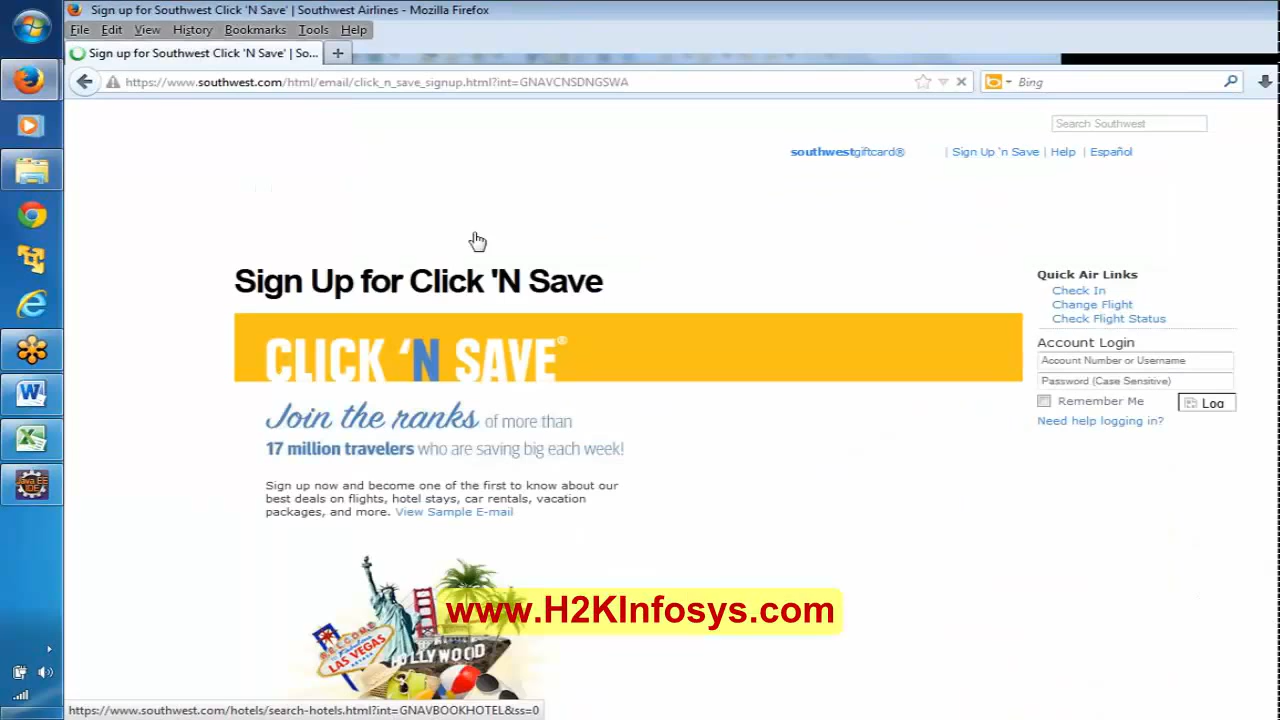 Sign up for Southwest Click 'N Save' | Southwest Airlines - Mozilla Firefox
File Edit View History Bookmarks Tools Help
Sign up for Southwest Click 'N Save' | So... +
https://www.southwest.com/html/email/click_n_save_signup.html?int=GNAVCNSDNGSWA
Bing
Search Southwest
southwestgiftcard® | Sign Up `n Save | Help | Español
Sign Up for Click 'N Save
CLICK ‘N SAVE®
Join the ranks of more than
17 million travelers who are saving big each week!
Sign up now and become one of the first to know about our
best deals on flights, hotel stays, car rentals, vacation
packages, and more. View Sample E-mail
Quick Air Links
Check In
Change Flight
Check Flight Status
Account Login
Account Number or Username
Password (Case Sensitive)
Remember Me Log
Need help logging in?
WELCOME
LAS VEGAS
HOLLYWOOD
www.H2KInfosys.com
Java EE
IDE
https://www.southwest.com/hotels/search-hotels.html?int=GNAVBOOKHOTEL&ss=0